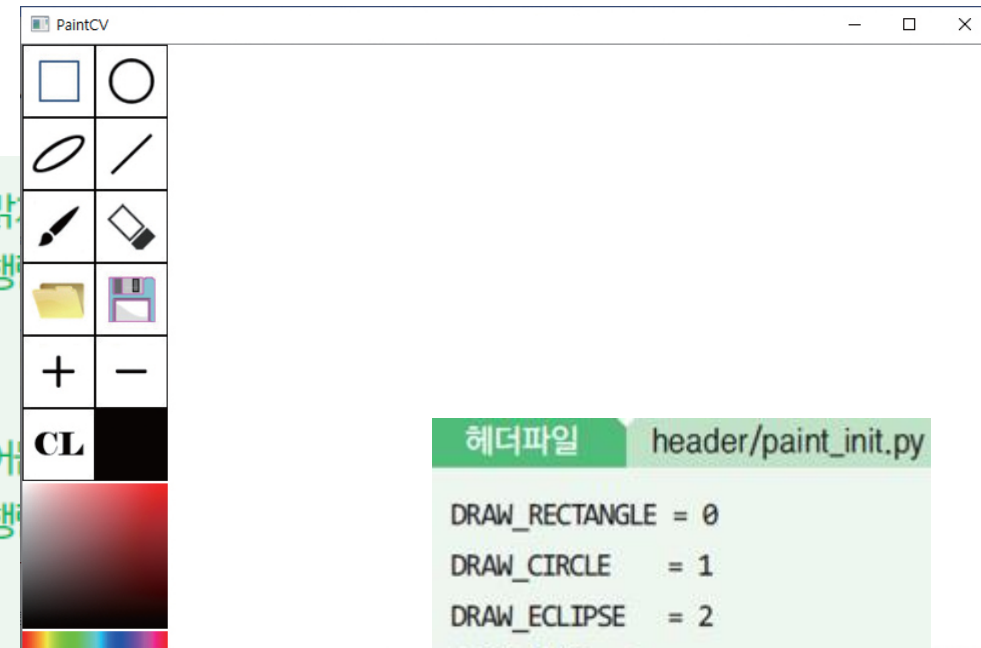 PaintCV
CL
헤더파일 header/paint_init.py
DRAW_RECTANGLE = 0
DRAW_CIRCLE = 1
DRAW_ECLIPSE = 2